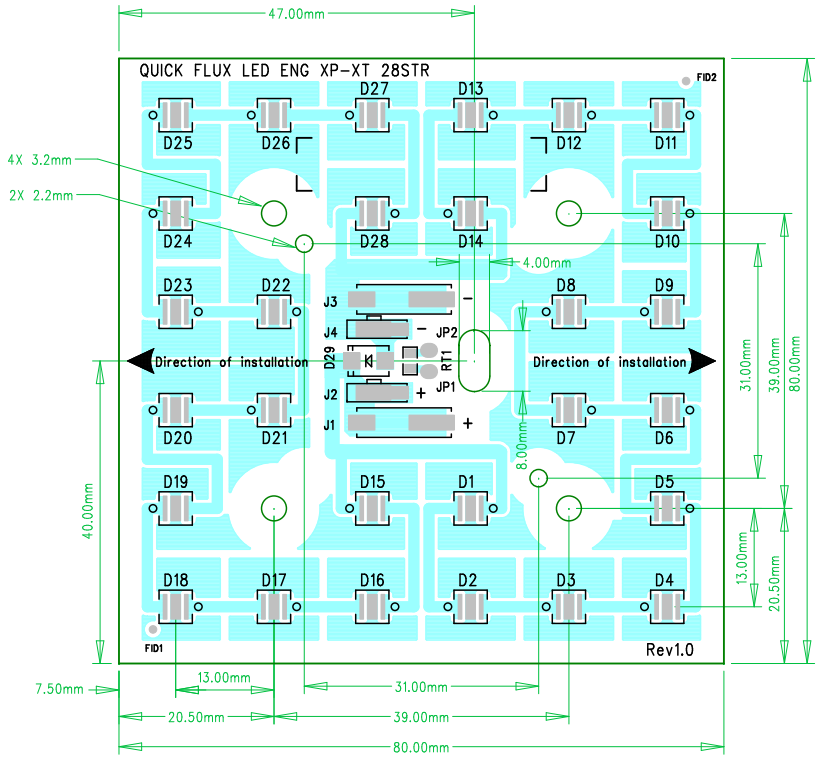 47.00mm
QUICK FLUX LED ENG XP-XT 28STR
FID2
D27 D13
D25 D26 D12 D11
4X 3.2mm
2X 2.2mm
D24 D28 D14 D10
4.00mm
D23 D22 D8 D9
J3 -
J4 - JP2
D29 RT1
Direction of installation Direction of installation
31.00mm
39.00mm
80.00mm
J2 + JP1
J1 +
D20 D21 D7 D6
8.00mm
40.00mm
D19 D15 D1 D5
13.00mm
20.50mm
D18 D17 D16 D2 D3 D4
FID1
Rev1.0
7.50mm
13.00mm
31.00mm
20.50mm
39.00mm
80.00mm